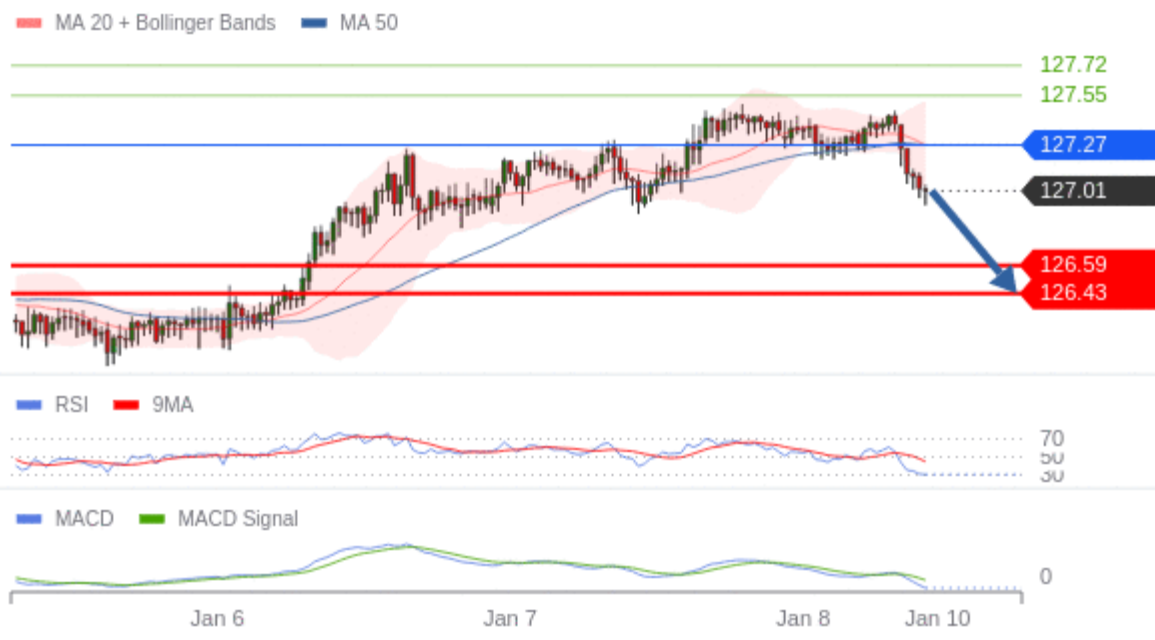 MA 20 + Bollinger Bands MA 50
127.72
127.55
127.27
127.01
126.59
126.43
RSI 9MA
70
50
30
MACD MACD Signal
0
Jan 6 Jan 7 Jan 8 Jan 10